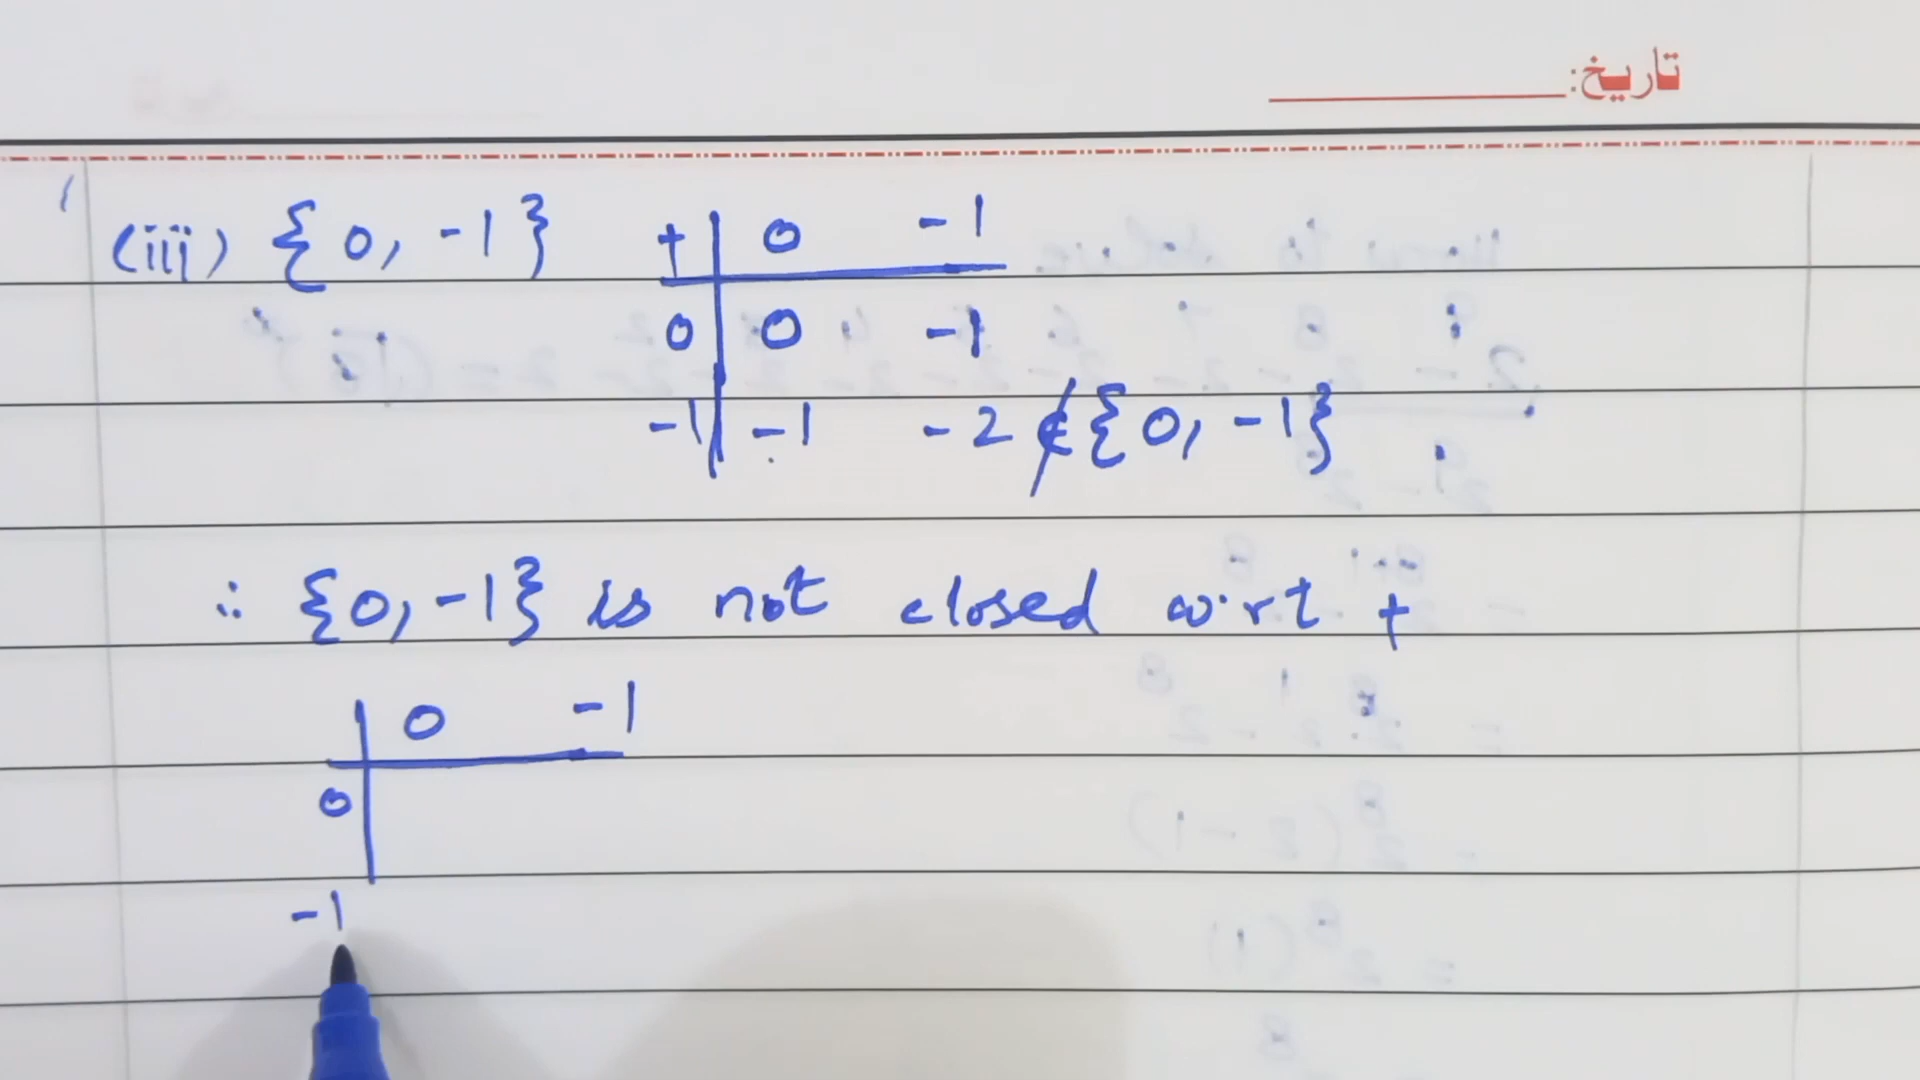 تاریخ:
(iii) {0, -1} + 0 -1
0 0 -1
-1 -1 -2 ∉ {0, -1}
∴ {0, -1} is not closed w.r.t +
0 -1
0
-1